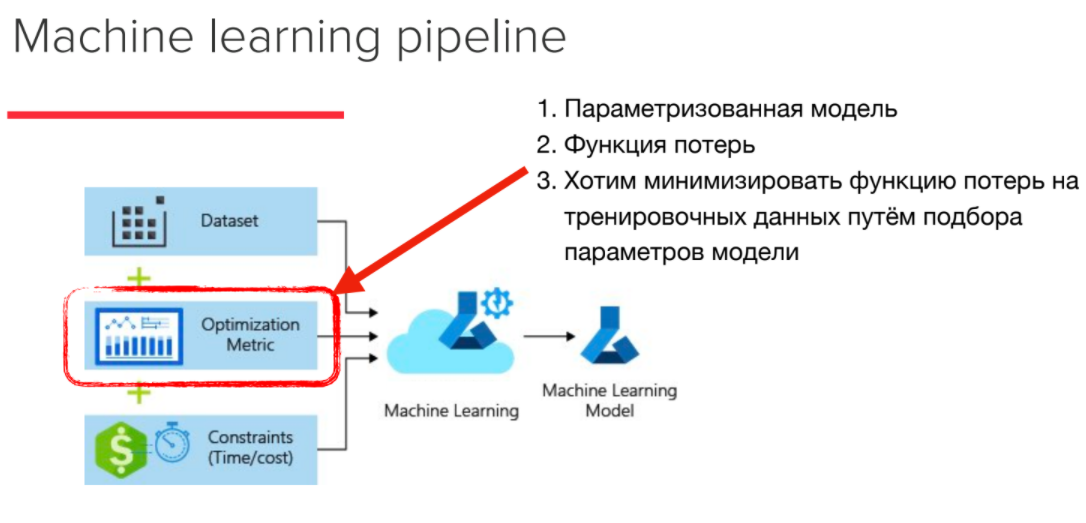 Machine learning pipeline
1. Параметризованная модель
2. Функция потерь
3. Хотим минимизировать функцию потерь на
тренировочных данных путём подбора
параметров модели
Dataset
+
Optimization
Metric
+
Constraints
(Time/cost)
$
Machine Learning
Machine Learning
Model